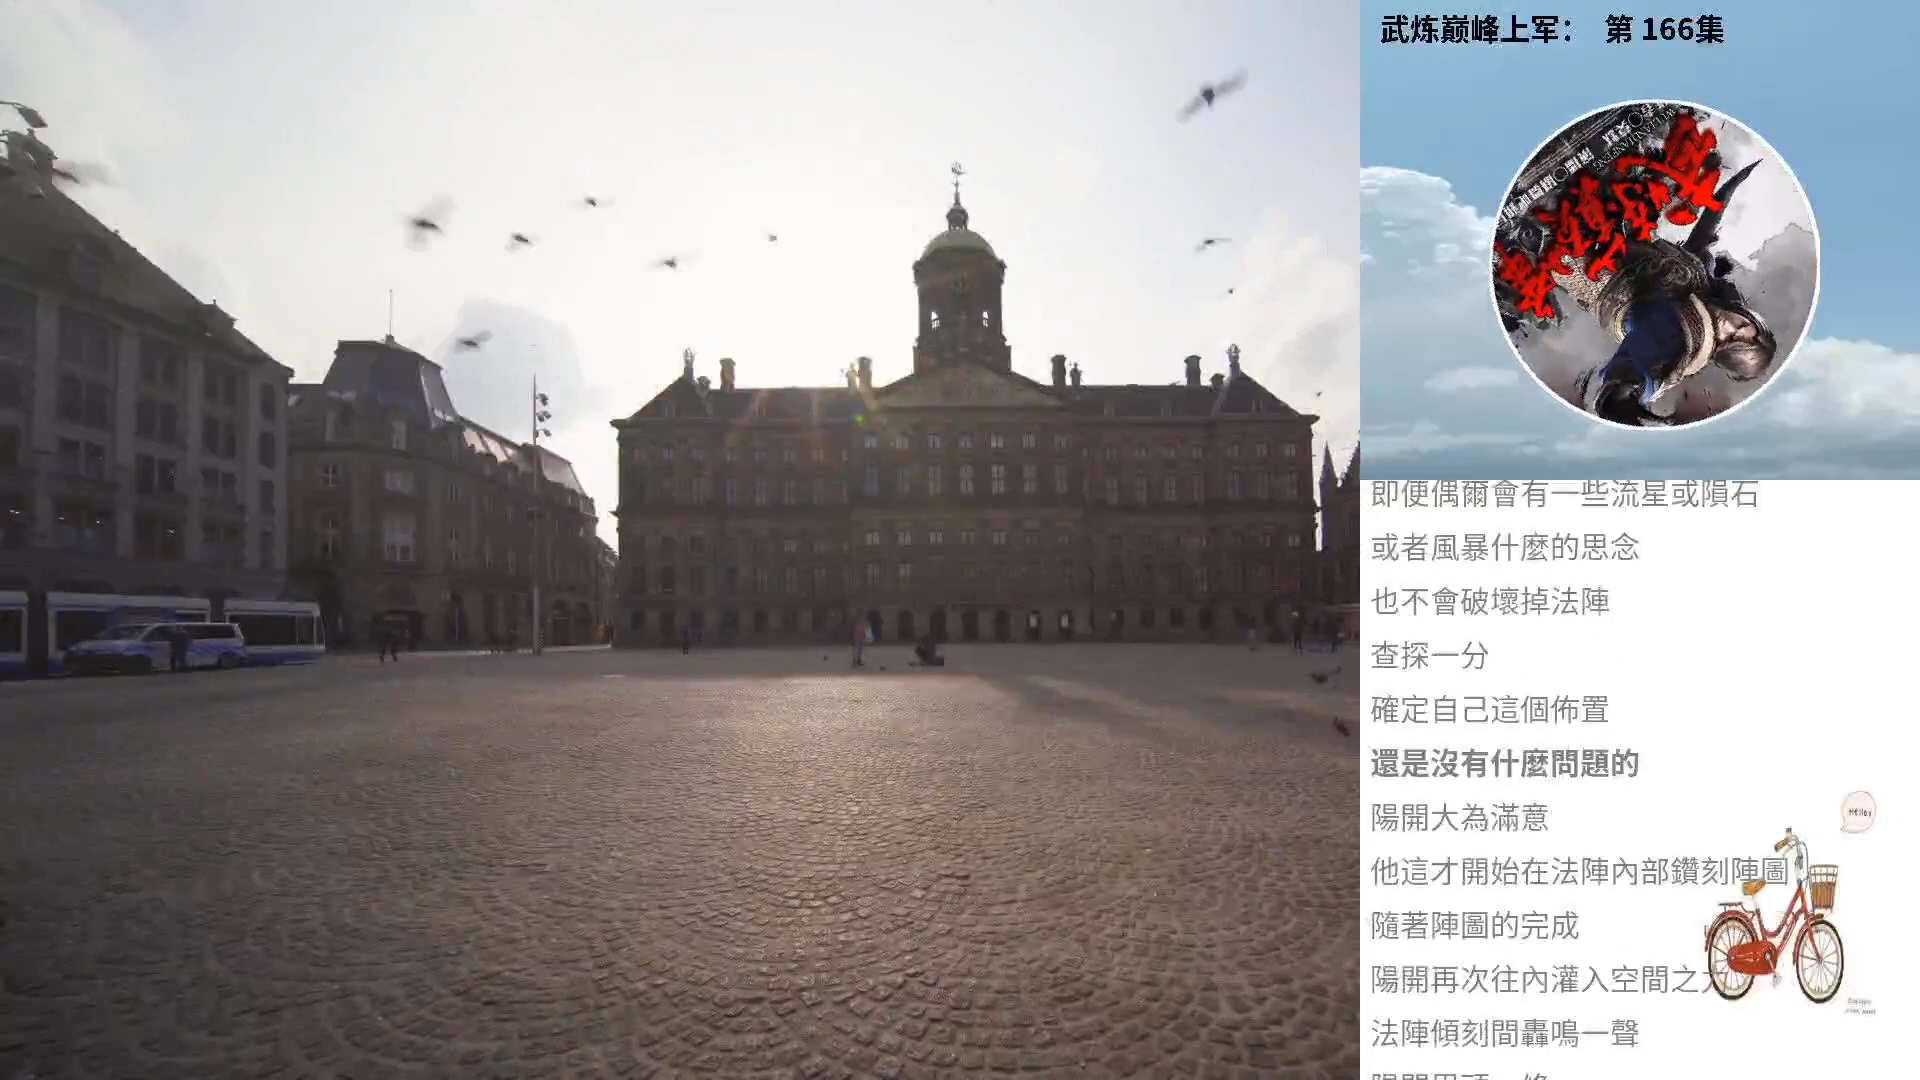 武炼巅峰上军： 第 166集
即便偶爾會有一些流星或隕石
或者風暴什麼的思念
也不會破壞掉法陣
查探一分
確定自己這個佈置
還是沒有什麼問題的
陽開大為滿意
他這才開始在法陣內部鑽刻陣圖
隨著陣圖的完成
陽開再次往內灌入空間之
法陣傾刻間轟鳴一聲
Hello!